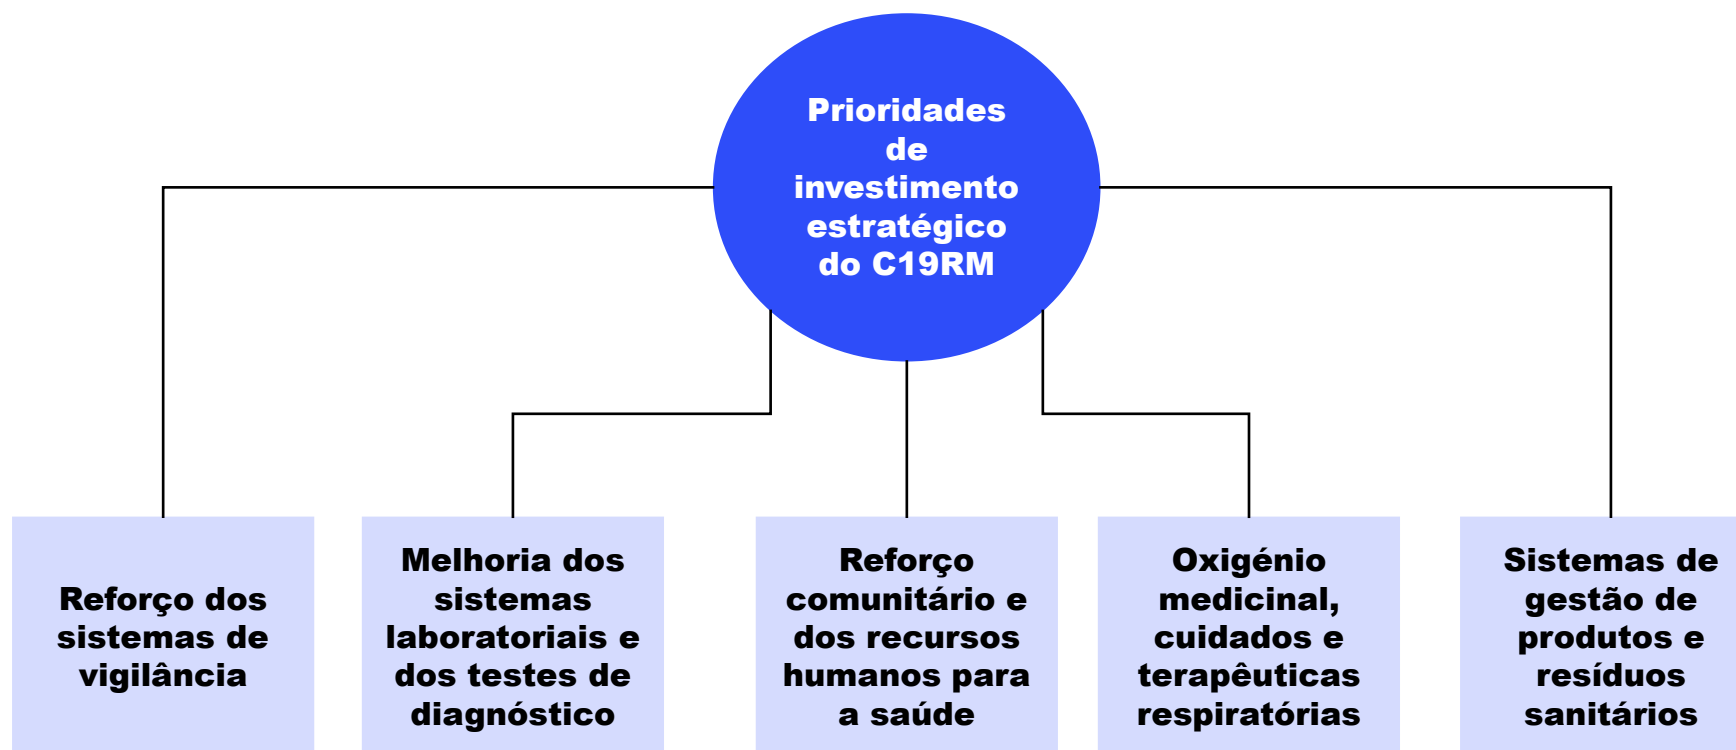 Prioridades
de
investimento
estratégico
do C19RM
Reforço dos
sistemas de
vigilância
Melhoria dos
sistemas
laboratoriais e
dos testes de
diagnóstico
Reforço
comunitário e
dos recursos
humanos para
a saúde
Oxigénio
medicinal,
cuidados e
terapêuticas
respiratórias
Sistemas de
gestão de
produtos e
resíduos
sanitários